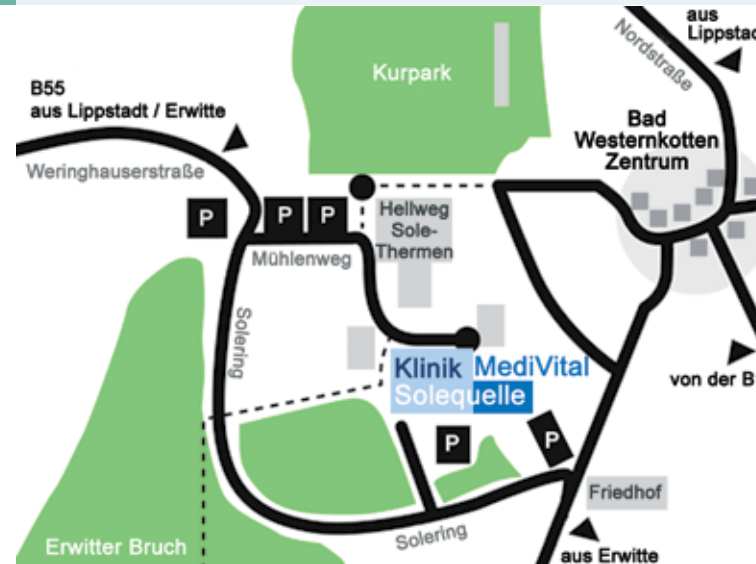 aus
Lippstad
Nordstraße
Kurpark
B55
aus Lippstadt / Erwitte
Bad
Westernkotten
Zentrum
Weringhauserstraße
P
P
P
Hellweg
Sole-
Thermen
Mühlenweg
Solering
Klinik MediVital
Solequelle
von der B
P
P
Friedhof
Solering
Erwitter Bruch
aus Erwitte